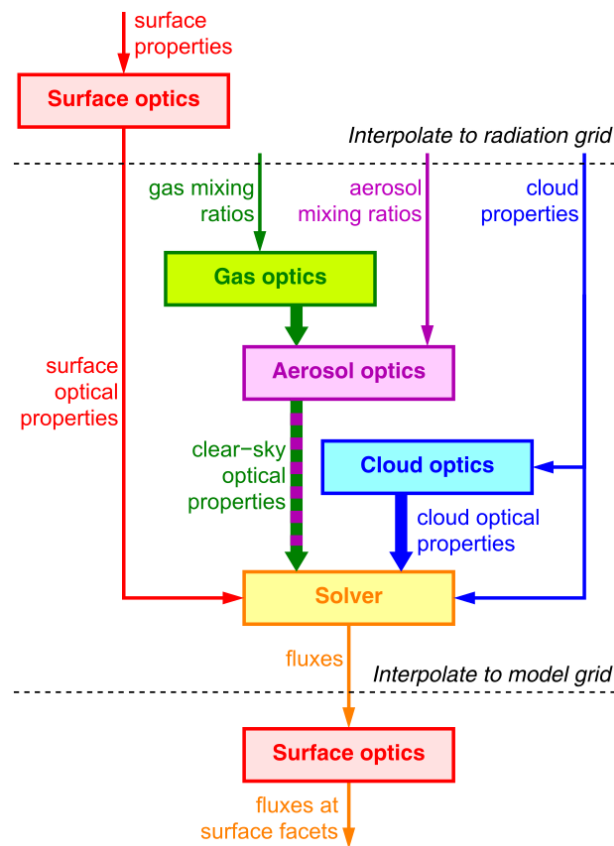 surface
properties
Surface optics
Interpolate to radiation grid
gas mixing
ratios
aerosol
mixing ratios
cloud
properties
Gas optics
Aerosol optics
surface
optical
properties
clear−sky
optical
properties
Cloud optics
cloud optical
properties
Solver
fluxes
Interpolate to model grid
Surface optics
fluxes at
surface facets